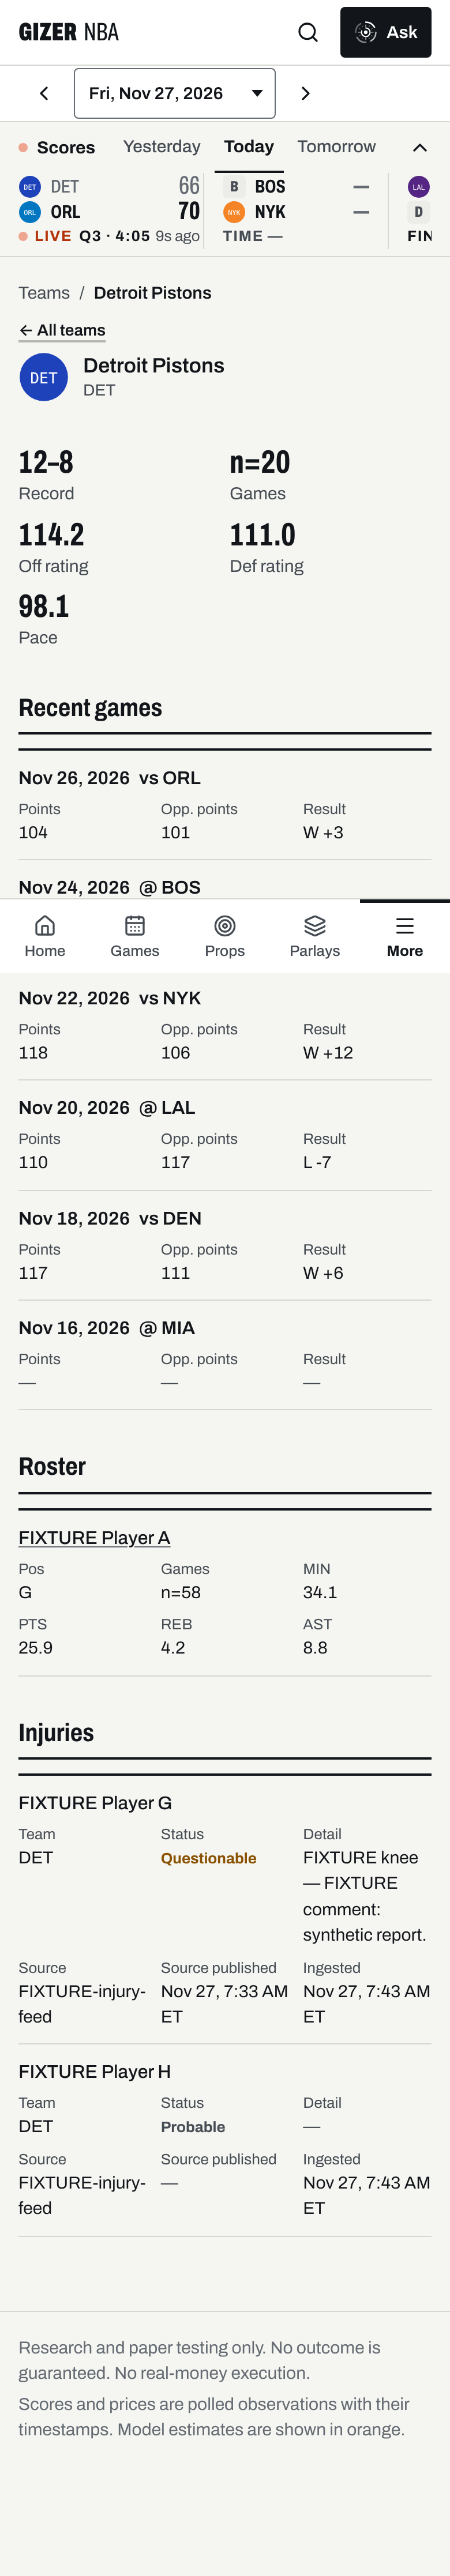 GIZER NBA
Ask
Fri, Nov 27, 2026
Scores Yesterday Today Tomorrow
DET DET 66
ORL ORL 70
LIVE Q3 · 4:05 9s ago
B BOS —
NYK NYK —
TIME —
LAL
D
FIN
Teams / Detroit Pistons
← All teams
DET
Detroit Pistons
DET
12–8 n=20
Record Games
114.2 111.0
Off rating Def rating
98.1
Pace
Recent games
Nov 26, 2026 vs ORL
Points Opp. points Result
104 101 W +3
Nov 24, 2026 @ BOS
Home Games Props Parlays More
Nov 22, 2026 vs NYK
Points Opp. points Result
118 106 W +12
Nov 20, 2026 @ LAL
Points Opp. points Result
110 117 L -7
Nov 18, 2026 vs DEN
Points Opp. points Result
117 111 W +6
Nov 16, 2026 @ MIA
Points Opp. points Result
— — —
Roster
FIXTURE Player A
Pos Games MIN
G n=58 34.1
PTS REB AST
25.9 4.2 8.8
Injuries
FIXTURE Player G
Team Status Detail
DET Questionable FIXTURE knee
— FIXTURE
comment:
synthetic report.
Source Source published Ingested
FIXTURE-injury- Nov 27, 7:33 AM Nov 27, 7:43 AM
feed ET ET
FIXTURE Player H
Team Status Detail
DET Probable —
Source Source published Ingested
FIXTURE-injury- — Nov 27, 7:43 AM
feed ET
Research and paper testing only. No outcome is
guaranteed. No real-money execution.
Scores and prices are polled observations with their
timestamps. Model estimates are shown in orange.